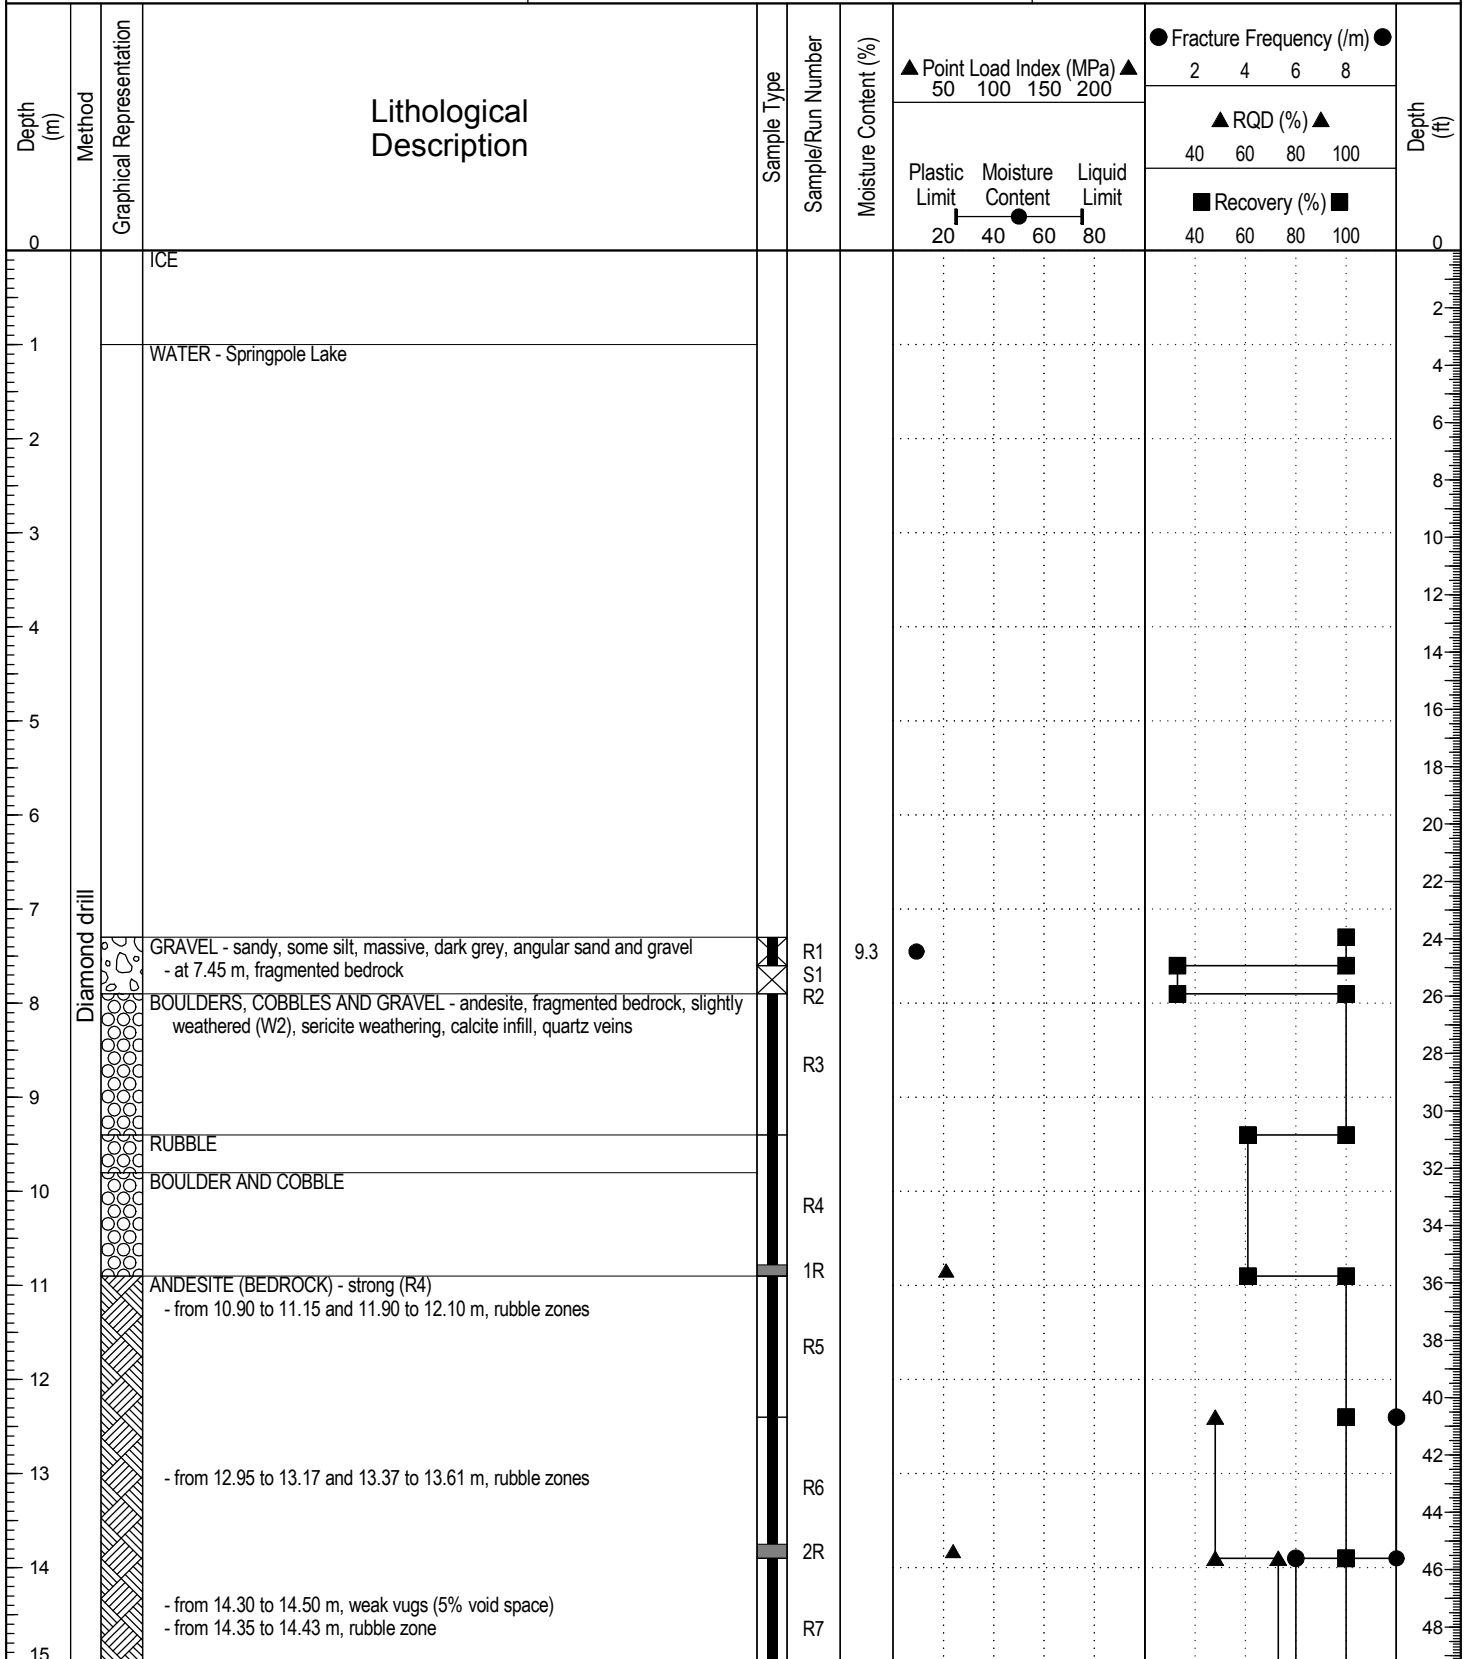 Depth
(m)
Method
Graphical Representation
Lithological
Description
Sample Type
Sample/Run Number
Moisture Content (%)
Point Load Index (MPa)
50 100 150 200
Plastic Limit
Moisture Content
Liquid Limit
20 40 60 80
Fracture Frequency (/m)
2 4 6 8
RQD (%)
40 60 80 100
Recovery (%)
40 60 80 100
Depth
(ft)
0
0
Diamond drill
ICE
2
1
WATER - Springpole Lake
4
6
2
8
3
10
12
4
14
5
16
18
6
20
22
7
GRAVEL - sandy, some silt, massive, dark grey, angular sand and gravel
R1 9.3
24
- at 7.45 m, fragmented bedrock
S1
R2
26
8
BOULDERS, COBBLES AND GRAVEL - andesite, fragmented bedrock, slightly
weathered (W2), sericite weathering, calcite infill, quartz veins
28
R3
9
30
RUBBLE
32
BOULDER AND COBBLE
10
R4
34
1R
11
ANDESITE (BEDROCK) - strong (R4)
36
- from 10.90 to 11.15 and 11.90 to 12.10 m, rubble zones
38
R5
12
40
42
13
- from 12.95 to 13.17 and 13.37 to 13.61 m, rubble zones
R6
44
2R
14
46
- from 14.30 to 14.50 m, weak vugs (5% void space)
- from 14.35 to 14.43 m, rubble zone
R7
48
15